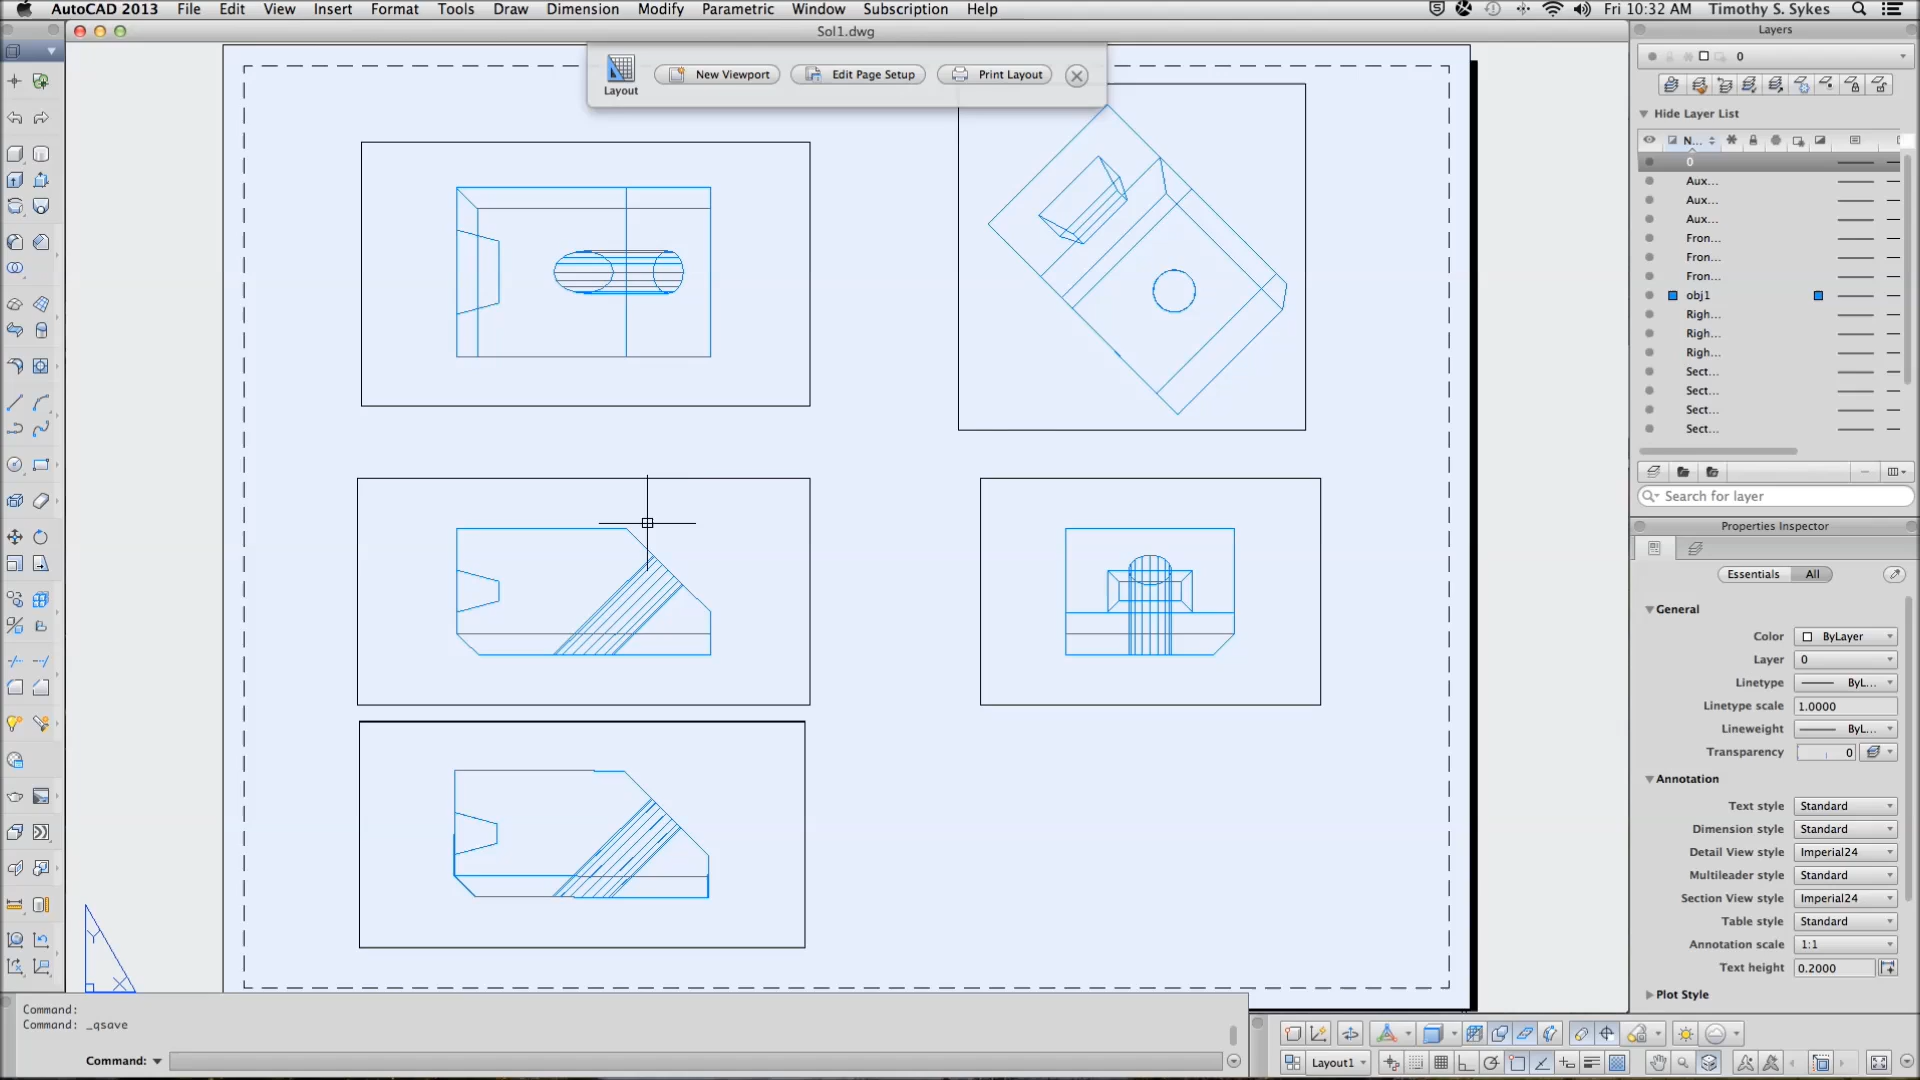 AutoCAD 2013 File Edit View Insert Format Tools Draw Dimension Modify Parametric Window Subscription Help Fri 10:32 AM Timothy S. Sykes
Sol1.dwg
Layout
New Viewport
Edit Page Setup
Print Layout
Layers
0
Hide Layer List
N...
0
Aux...
Aux...
Aux...
Fron...
Fron...
Fron...
obj1
Righ...
Righ...
Righ...
Sect...
Sect...
Sect...
Sect...
Search for layer
Properties Inspector
Essentials All
General
Color ByLayer
Layer 0
Linetype ByL...
Linetype scale 1.0000
Lineweight ByL...
Transparency 0
Annotation
Text style Standard
Dimension style Standard
Detail View style Imperial24
Multileader style Standard
Section View style Imperial24
Table style Standard
Annotation scale 1:1
Text height 0.2000
Plot Style
Y
X
Command:
Command: _qsave
Command:
Layout1